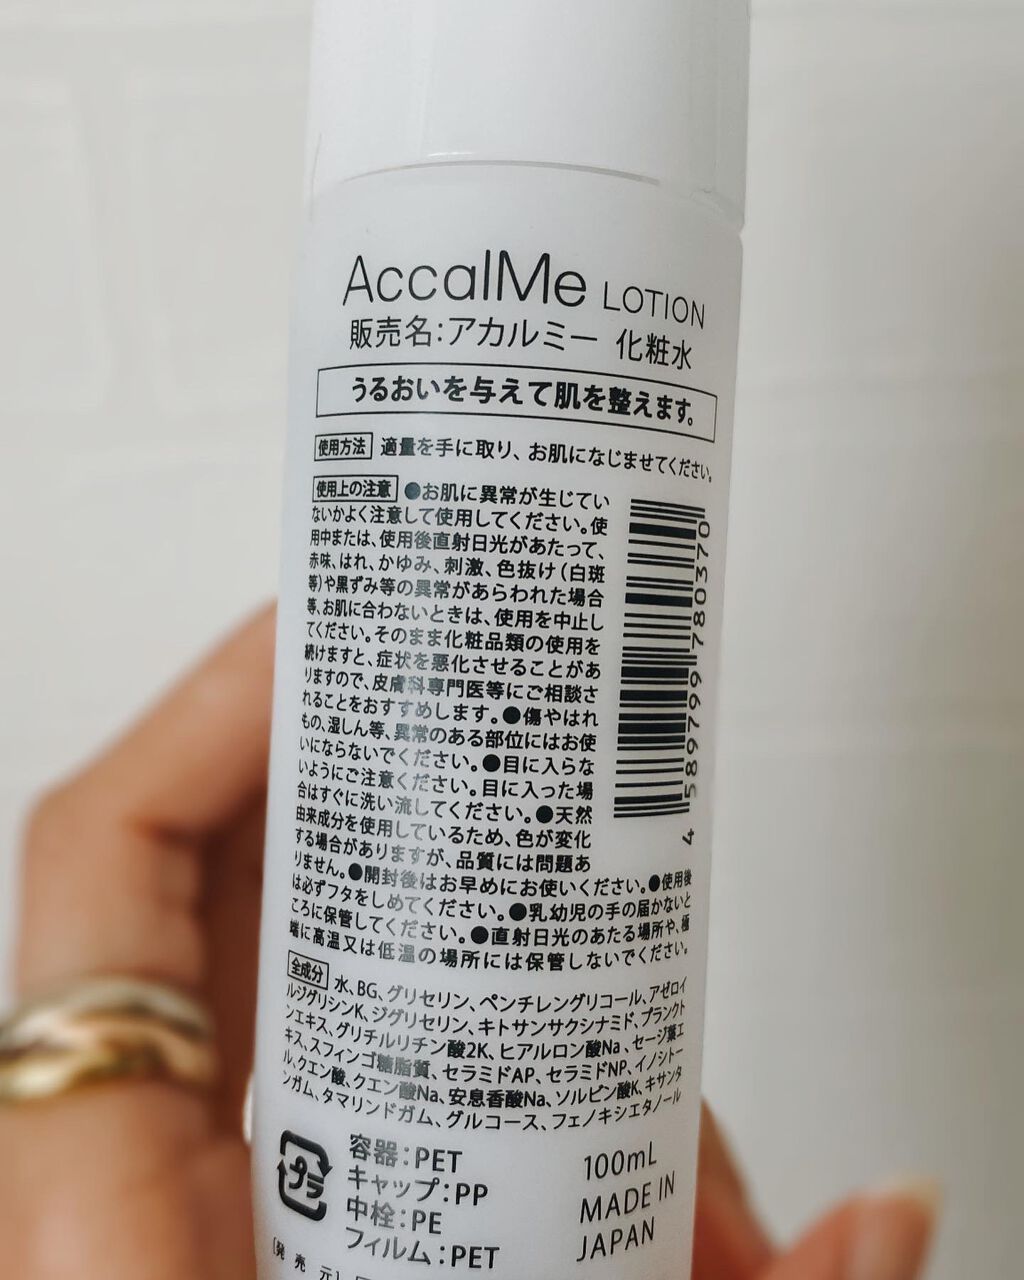 AccalMe LOTION
販売名:アカルミー 化粧水
うるおいを与えて肌を整えます。
使用方法 適量を手に取り、お肌になじませてください。
使用上の注意 ●お肌に異常が生じてい
ないかよく注意して使用してください。使
用中または、使用後直射日光があたって、
赤味、はれ、かゆみ、刺激、色抜け(白斑
等)や黒ずみ等の異常があらわれた場合
等、お肌に合わないときは、使用を中止し
てください。そのまま化粧品類の使用を
続けますと、症状を悪化させることがあ
りますので、皮膚科専門医等にご相談さ
れることをおすすめします。●傷やはれ
もの、湿しん等、異常のある部位にはお使
いにならないでください。●目に入らな
いようにご注意ください。目に入った場
合はすぐに洗い流してください。●天然
由来成分を使用しているため、色が変化
する場合がありますが、品質には問題あ
りません。●開封後はお早めにお使いください。●使用後
は必ずフタをしめてください。●乳幼児の手の届かないと
ころに保管してください。●直射日光のあたる場所や、極
端に高温又は低温の場所には保管しないでください。
4 589799 780370
全成分 水、BG、グリセリン、ペンチレングリコール、アゼロイ
ルジグリシンK、ジグリセリン、キトサンサクシナミド、プランクト
ンエキス、グリチルリチン酸2K、ヒアルロン酸Na、セージ葉エ
キス、スフィンゴ糖脂質、セラミドAP、セラミドNP、イノシトー
ル、クエン酸、クエン酸Na、安息香酸Na、ソルビン酸K、キサンタ
ンガム、タマリンドガム、グルコース、フェノキシエタノール
プラ
容器:PET
キャップ:PP
中栓:PE
フィルム:PET
100mL
MADE IN
JAPAN
[発売元]